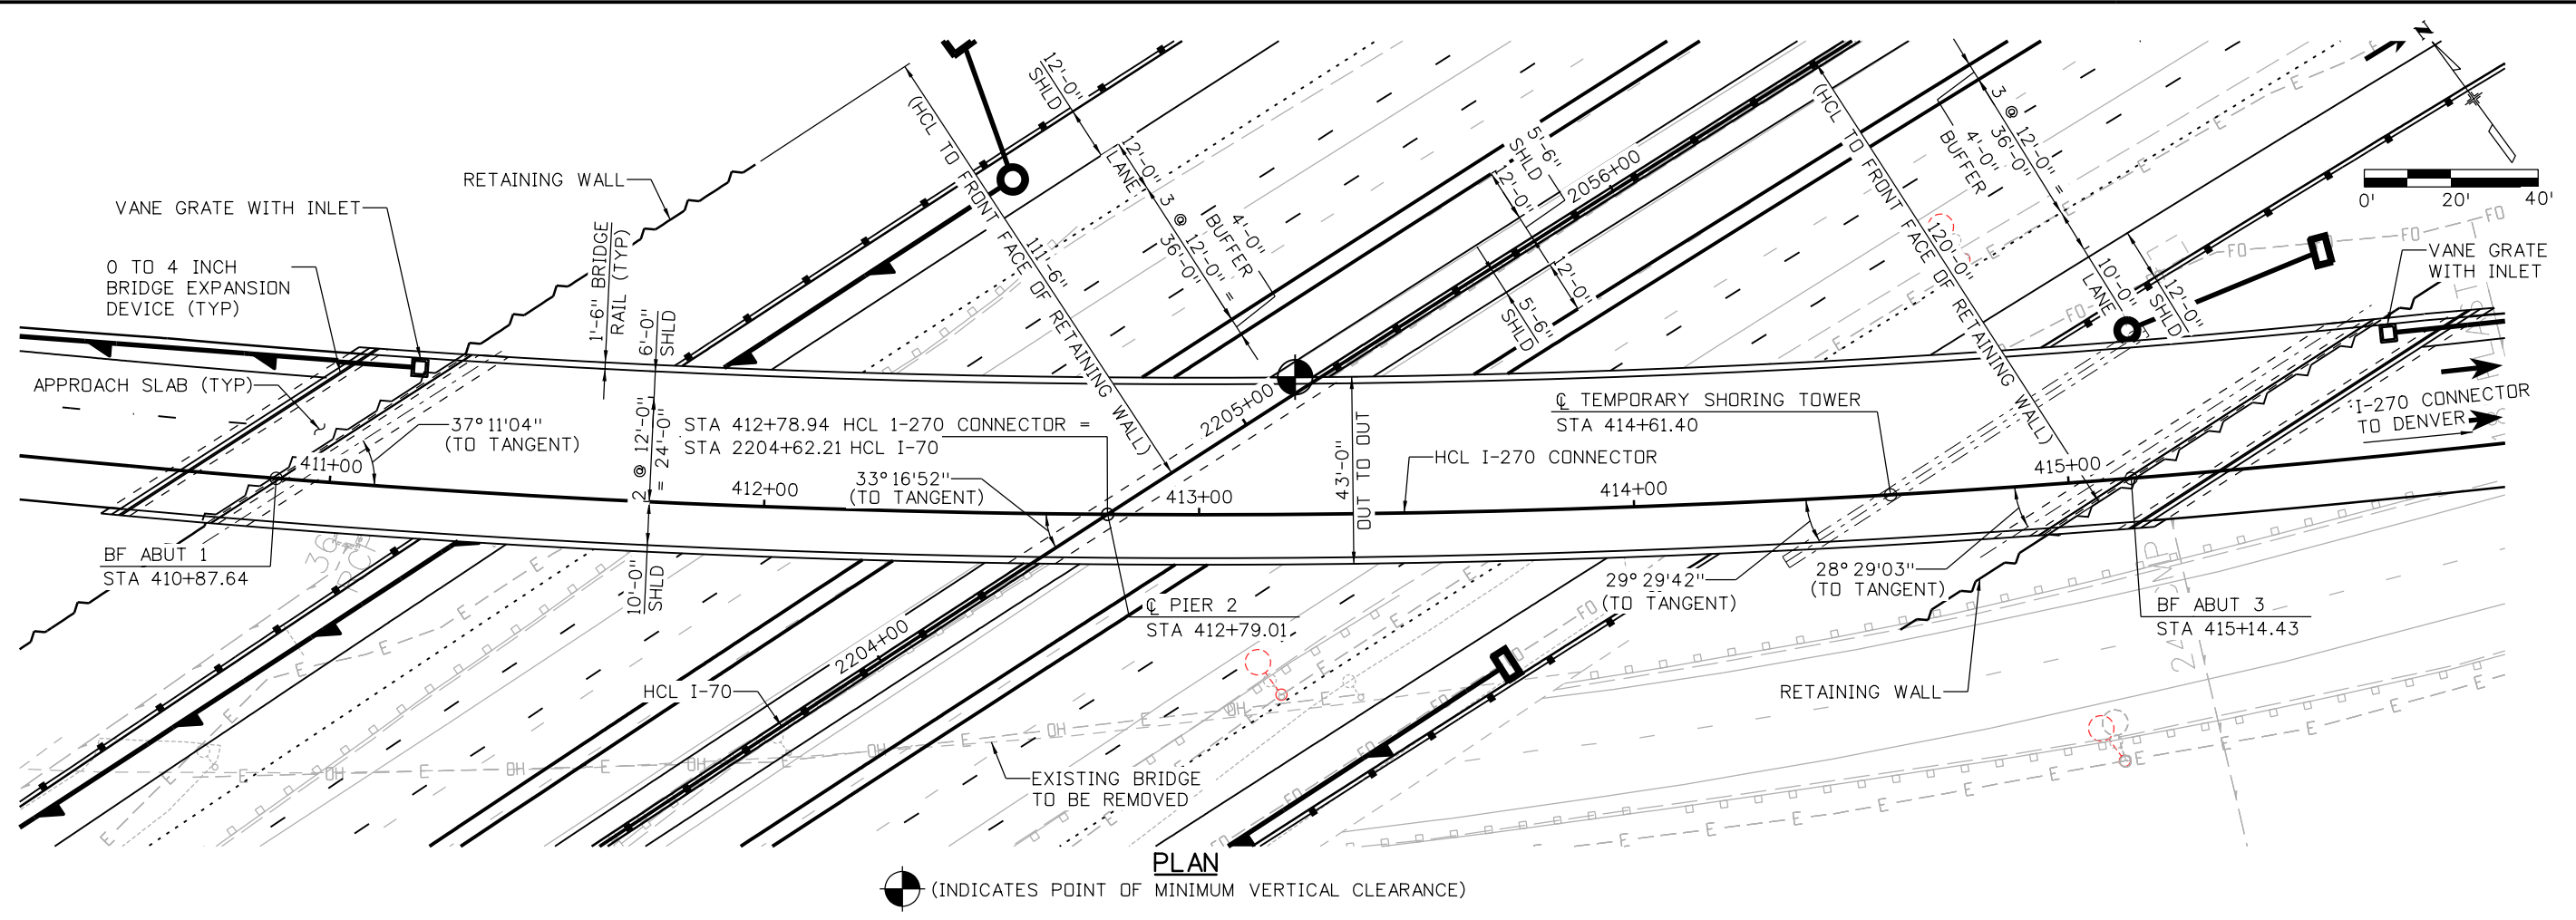 N
0' 20' 40'
RETAINING WALL
VANE GRATE WITH INLET
0 TO 4 INCH
BRIDGE EXPANSION
DEVICE (TYP)
APPROACH SLAB (TYP)
1'-6" BRIDGE
RAIL (TYP)
6'-0"
SHLD
2 @ 12'-0"
= 24'-0"
10'-0"
SHLD
37°11'04"
(TO TANGENT)
411+00
BF ABUT 1
STA 410+87.64
(HCL TO FRONT FACE OF RETAINING WALL)
111'-6"
12'-0"
SHLD
12'-0"
LANE
3 @ 12'-0" =
36'-0"
4'-0"
BUFFER
5'-6"
SHLD
12'-0"
12'-0"
5'-6"
SHLD
2056+00
(HCL TO FRONT FACE OF RETAINING WALL)
120'-0"
3 @ 12'-0" =
36'-0"
4'-0"
BUFFER
10'-0"
LANE
12'-0"
SHLD
VANE GRATE
WITH INLET
I-270 CONNECTOR
TO DENVER
STA 412+78.94 HCL 1-270 CONNECTOR =
STA 2204+62.21 HCL I-70
33°16'52"
(TO TANGENT)
412+00
413+00
414+00
415+00
2205+00
2204+00
43'-0"
OUT TO OUT
HCL I-270 CONNECTOR
℄ TEMPORARY SHORING TOWER
STA 414+61.40
℄ PIER 2
STA 412+79.01
29°29'42"
(TO TANGENT)
28°29'03"
(TO TANGENT)
BF ABUT 3
STA 415+14.43
RETAINING WALL
HCL I-70
EXISTING BRIDGE
TO BE REMOVED
PLAN
(INDICATES POINT OF MINIMUM VERTICAL CLEARANCE)